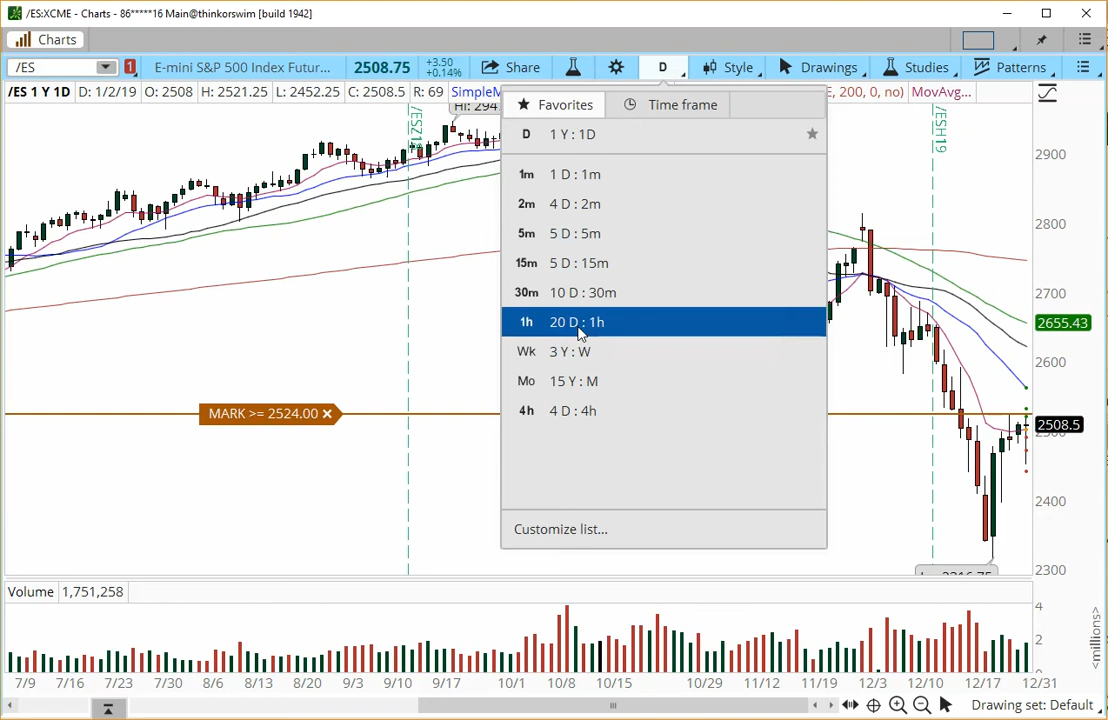 /ES:XCME - Charts - 86*****16 Main@thinkorswim [build 1942]
Charts
/ES
1
E-mini S&P 500 Index Futur...
2508.75
+3.50
+0.14%
Share
D
Style
Drawings
Studies
Patterns
/ES 1 Y 1D
D: 1/2/19
O: 2508
H: 2521.25
L: 2452.25
C: 2508.5
R: 69
SimpleM
E, 200, 0, no)
MovAvg...
Favorites
Time frame
D 1 Y : 1D
1m 1 D : 1m
2m 4 D : 2m
5m 5 D : 5m
15m 5 D : 15m
30m 10 D : 30m
1h 20 D : 1h
Wk 3 Y : W
Mo 15 Y : M
4h 4 D : 4h
Customize list...
/ESH19
2900
2800
2700
2655.43
2600
MARK >= 2524.00
2508.5
2400
2300
Volume
1,751,258
4
2
0
<millions>
7/9
7/16
7/23
7/30
8/6
8/13
8/20
9/3
9/10
9/17
10/1
10/8
10/15
10/29
11/12
11/19
12/3
12/10
12/17
12/31
Drawing set: Default